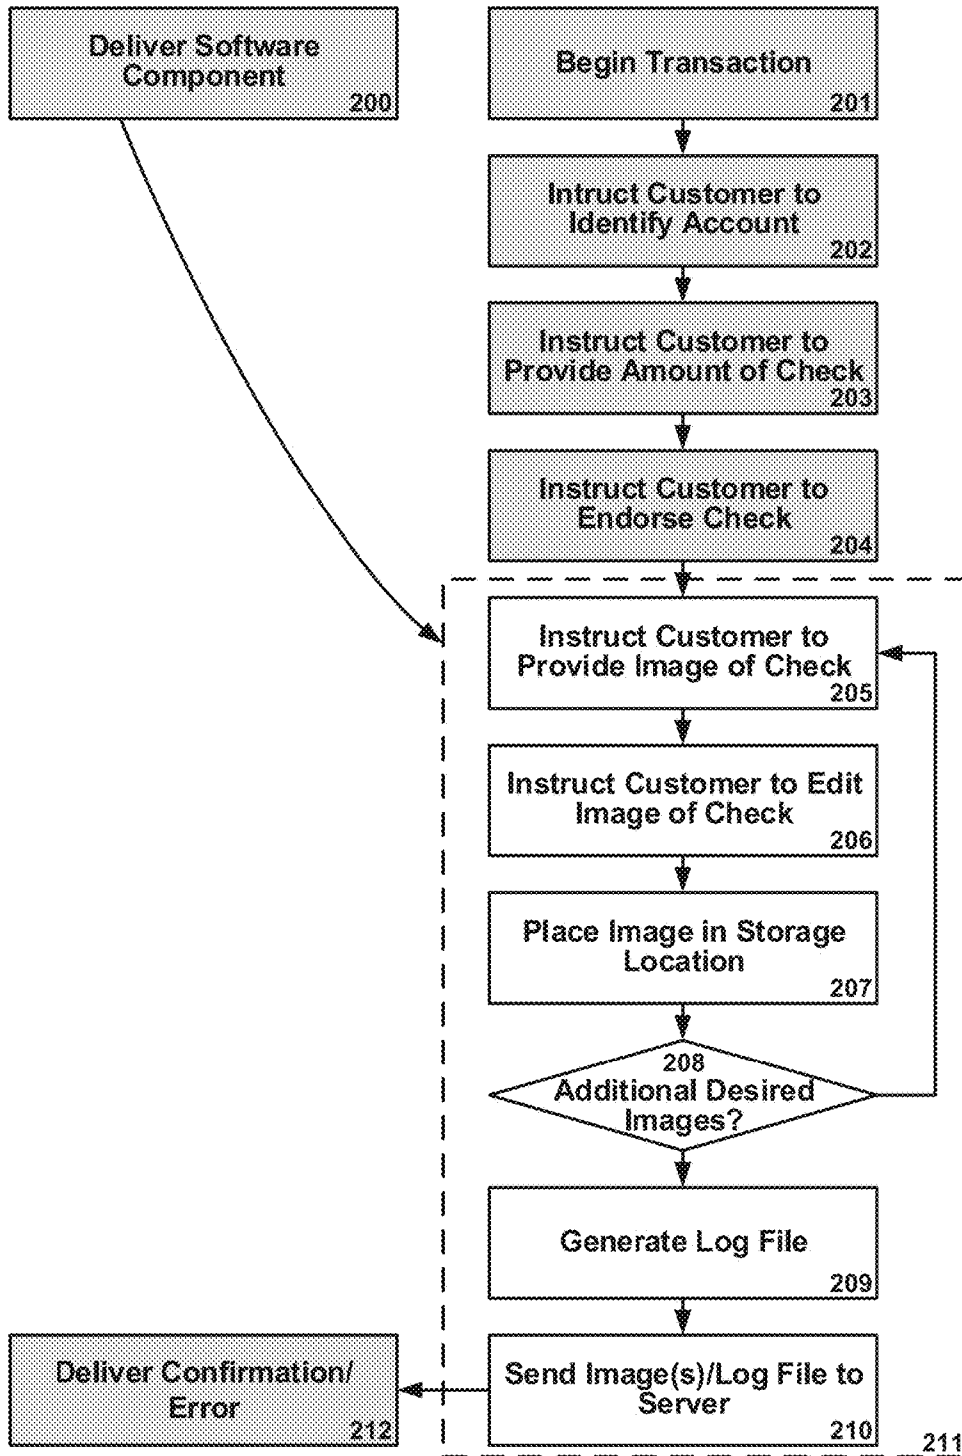 Deliver Software
Component
200
Begin Transaction
201
Intruct Customer to
Identify Account
202
Instruct Customer to
Provide Amount of Check
203
Instruct Customer to
Endorse Check
204
Instruct Customer to
Provide Image of Check
205
Instruct Customer to Edit
Image of Check
206
Place Image in Storage
Location
207
208
Additional Desired
Images?
Generate Log File
209
Send Image(s)/Log File to
Server
210
211
Deliver Confirmation/
Error
212